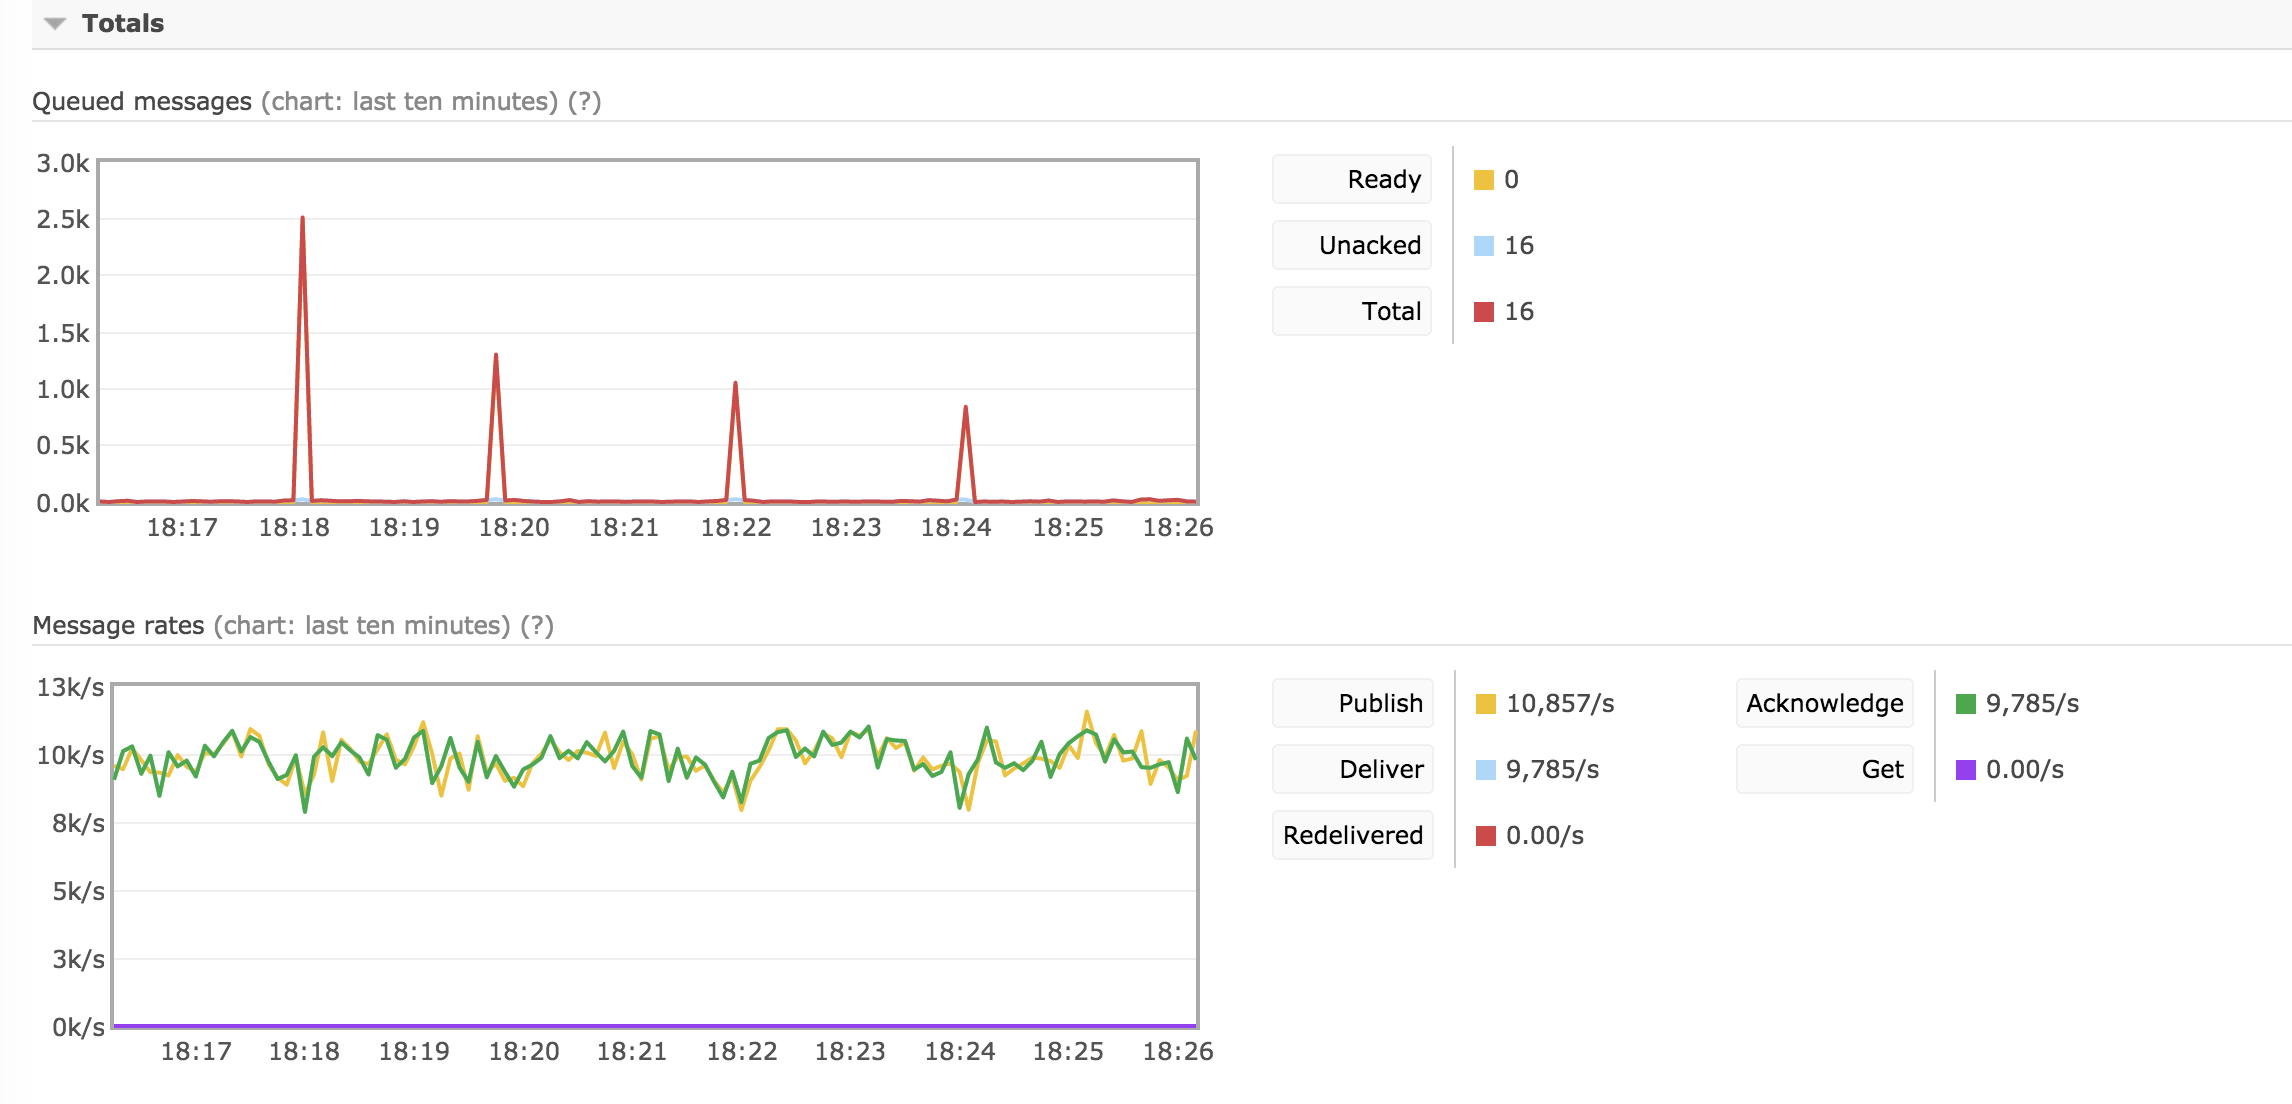 Totals
Queued messages (chart: last ten minutes) (?)
3.0k
2.5k
2.0k
1.5k
1.0k
0.5k
0.0k
18:17 18:18 18:19 18:20 18:21 18:22 18:23 18:24 18:25 18:26
Ready 0
Unacked 16
Total 16
Message rates (chart: last ten minutes) (?)
13k/s
10k/s
8k/s
5k/s
3k/s
0k/s
18:17 18:18 18:19 18:20 18:21 18:22 18:23 18:24 18:25 18:26
Publish 10,857/s Acknowledge 9,785/s
Deliver 9,785/s Get 0.00/s
Redelivered 0.00/s